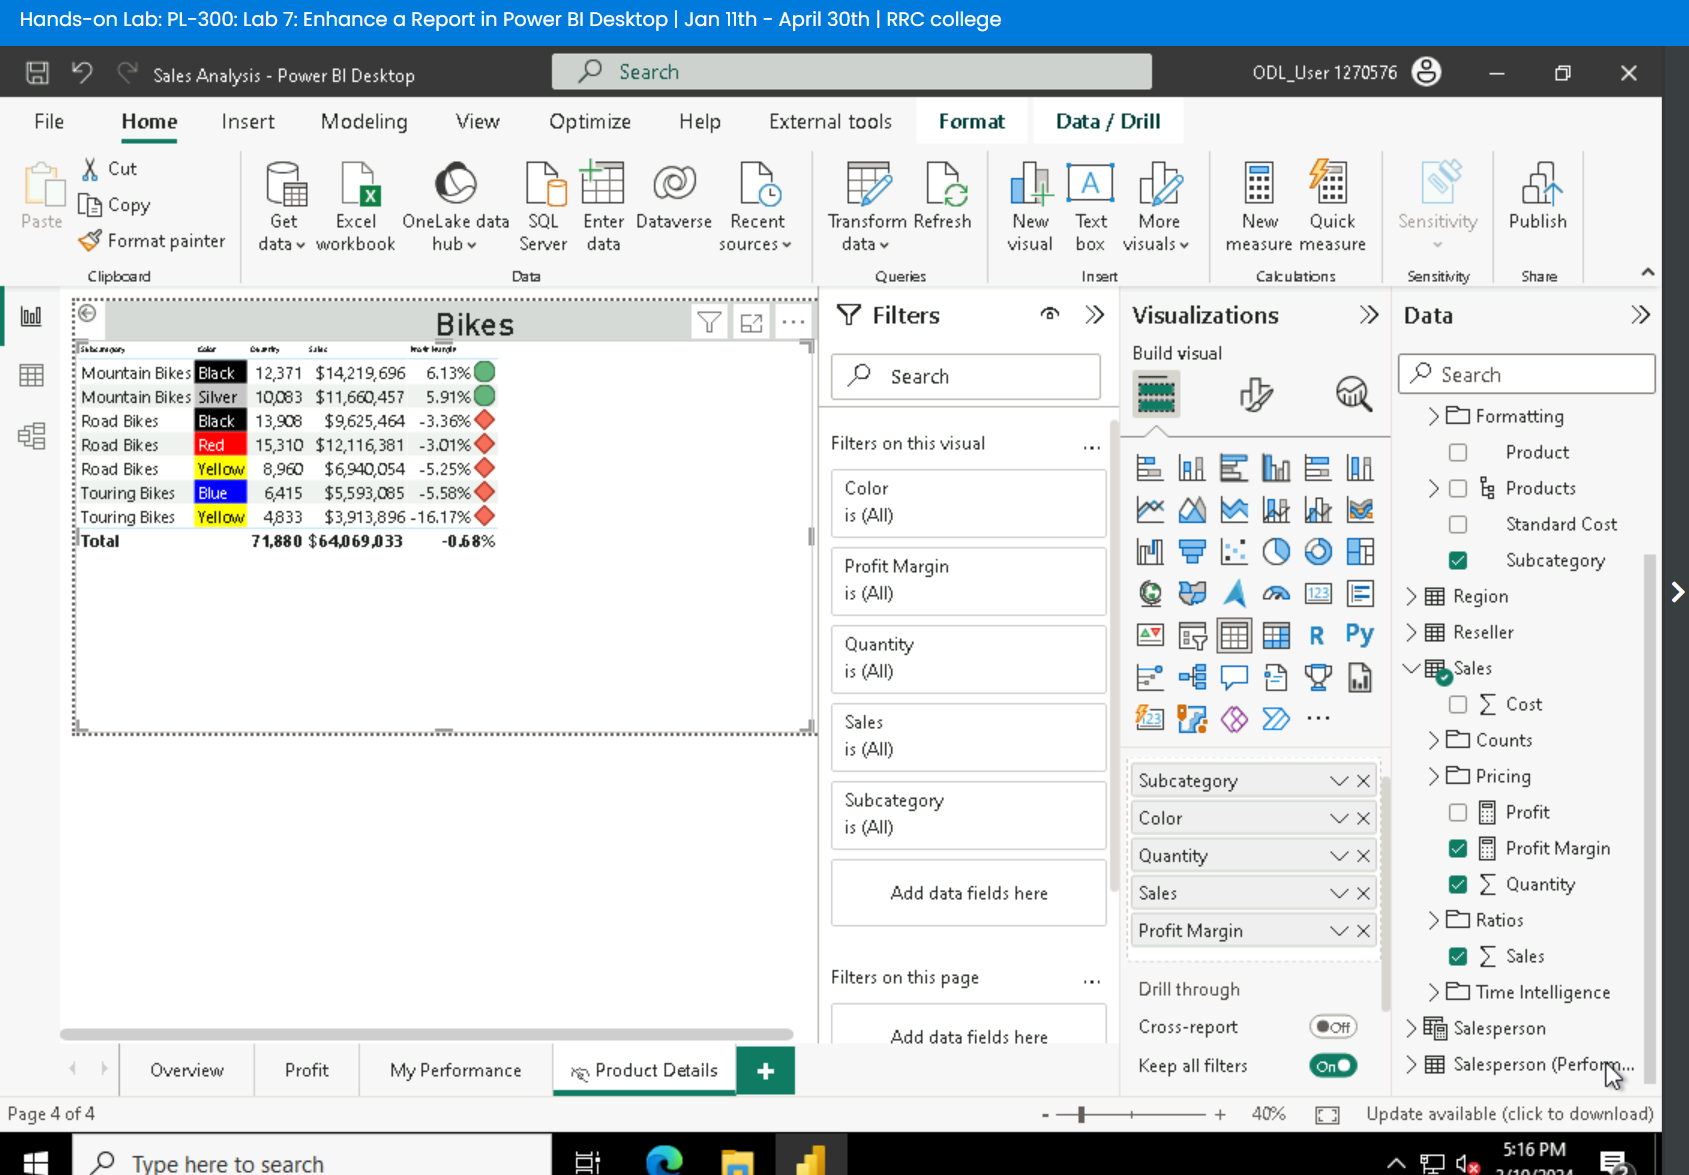 Hands-on Lab: PL-300: Lab 7: Enhance a Report in Power BI Desktop | Jan 11th - April 30th | RRC college
Sales Analysis - Power BI Desktop
Search
ODL_User 1270576
File
Home
Insert
Modeling
View
Optimize
Help
External tools
Format
Data / Drill
Paste
Cut
Copy
Format painter
Clipboard
Get data
Excel workbook
OneLake data hub
SQL Server
Enter data
Dataverse
Recent sources
Data
Transform data
Refresh
Queries
New visual
A
Text box
More visuals
Insert
New measure
Quick measure
Calculations
Sensitivity
Sensitivity
Publish
Share
Bikes
Subcategory Color Quantity Sales Profit Margin
Mountain Bikes Black 12,371 $14,219,696 6.13%
Mountain Bikes Silver 10,083 $11,660,457 5.91%
Road Bikes Black 13,908 $9,625,464 -3.36%
Road Bikes Red 15,310 $12,116,381 -3.01%
Road Bikes Yellow 8,960 $6,940,054 -5.25%
Touring Bikes Blue 6,415 $5,593,085 -5.58%
Touring Bikes Yellow 4,833 $3,913,896 -16.17%
Total 71,880 $64,069,033 -0.68%
Filters
Search
Filters on this visual
Color
is (All)
Profit Margin
is (All)
Quantity
is (All)
Sales
is (All)
Subcategory
is (All)
Add data fields here
Filters on this page
Add data fields here
Visualizations
Build visual
123
R
Py
123
Subcategory
Color
Quantity
Sales
Profit Margin
Drill through
Cross-report Off
Keep all filters On
Data
Search
Formatting
Product
Products
Standard Cost
Subcategory
Region
Reseller
Sales
Cost
Counts
Pricing
Profit
Profit Margin
Quantity
Ratios
Sales
Time Intelligence
Salesperson
Salesperson (Perform...
Overview
Profit
My Performance
Product Details
Page 4 of 4
- + 40%
Update available (click to download)
Type here to search
5:16 PM